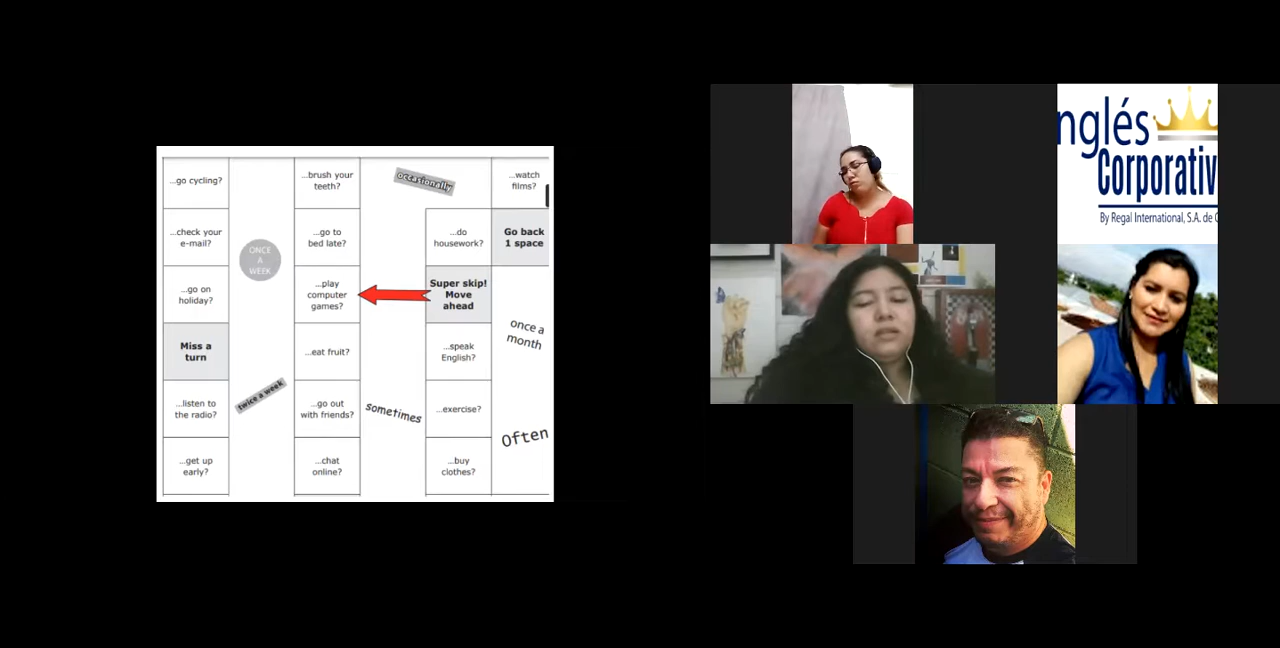 ...go cycling?
...check your
e-mail?
...go on
holiday?
Miss a
turn
...listen to
the radio?
...get up
early?
ONCE
A
WEEK
twice a week
...brush your
teeth?
...go to
bed late?
...play
computer
games?
...eat fruit?
...go out
with friends?
...chat
online?
occasionally
sometimes
...do
housework?
Super skip!
Move
ahead
...speak
English?
...exercise?
...buy
clothes?
...watch
films?
Go back
1 space
once a
month
Often
nglés
Corporativ
By Regal International, S.A. de C